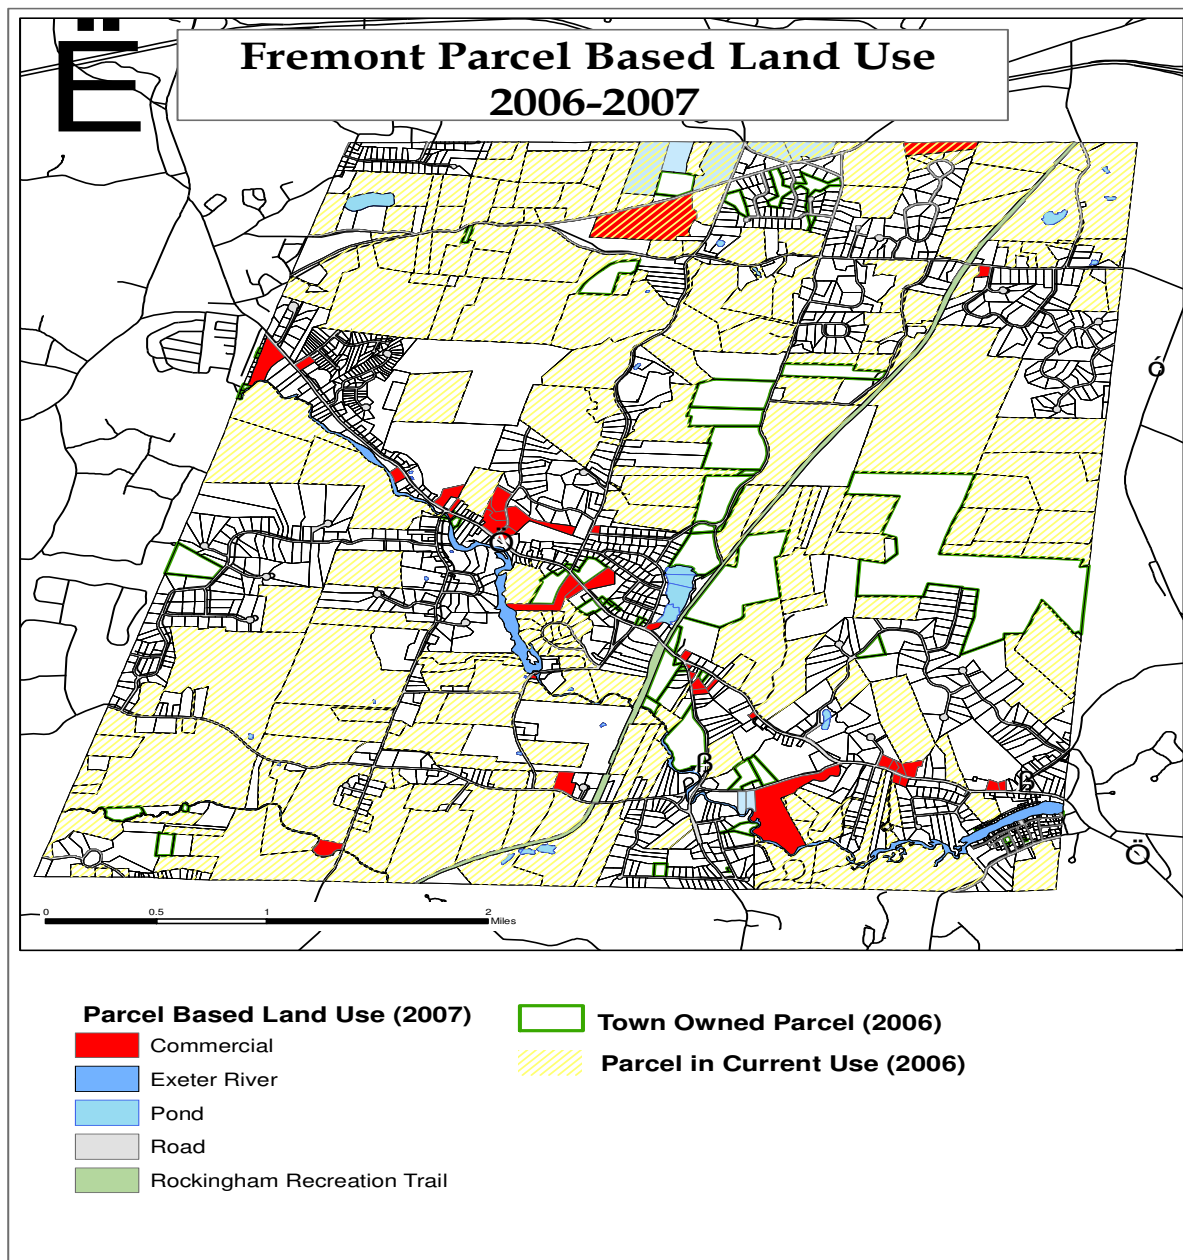 Ë
Fremont Parcel Based Land Use
2006-2007
Ó
Ö
β
β
Ö
0 0.5 1 2
Miles
Parcel Based Land Use (2007)
Commercial
Exeter River
Pond
Road
Rockingham Recreation Trail
Town Owned Parcel (2006)
Parcel in Current Use (2006)